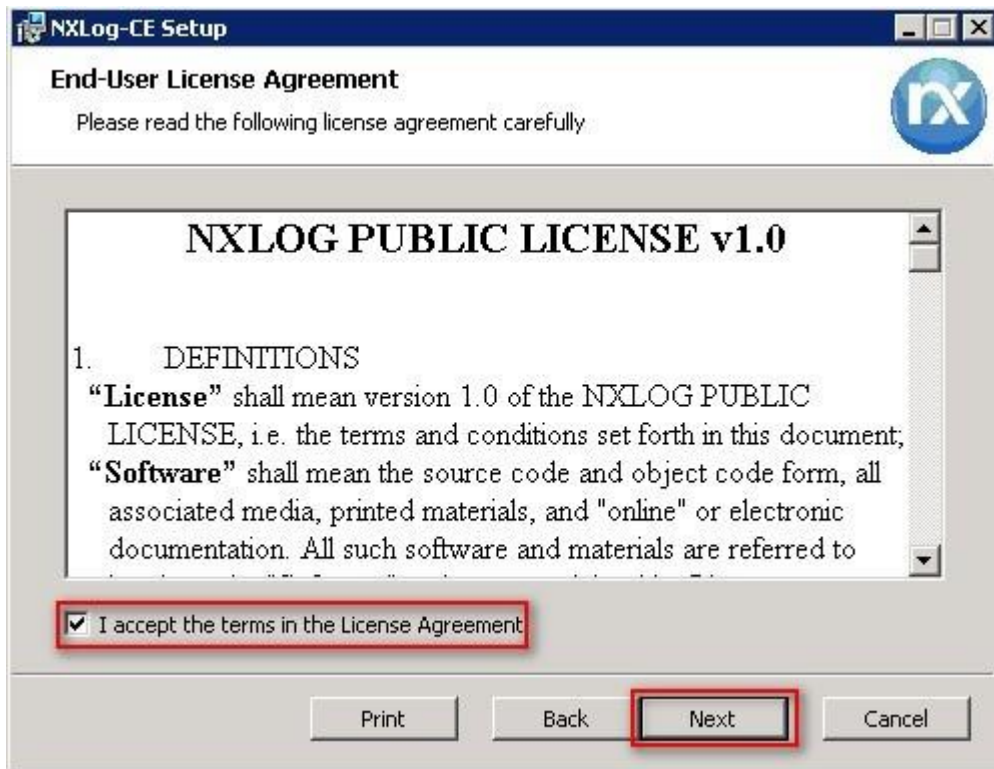 NXLog-CE Setup
End-User License Agreement
Please read the following license agreement carefully
nx
NXLOG PUBLIC LICENSE v1.0
1. DEFINITIONS
“License” shall mean version 1.0 of the NXLOG PUBLIC
LICENSE, i.e. the terms and conditions set forth in this document;
“Software” shall mean the source code and object code form, all
associated media, printed materials, and "online" or electronic
documentation. All such software and materials are referred to
I accept the terms in the License Agreement
Print
Back
Next
Cancel